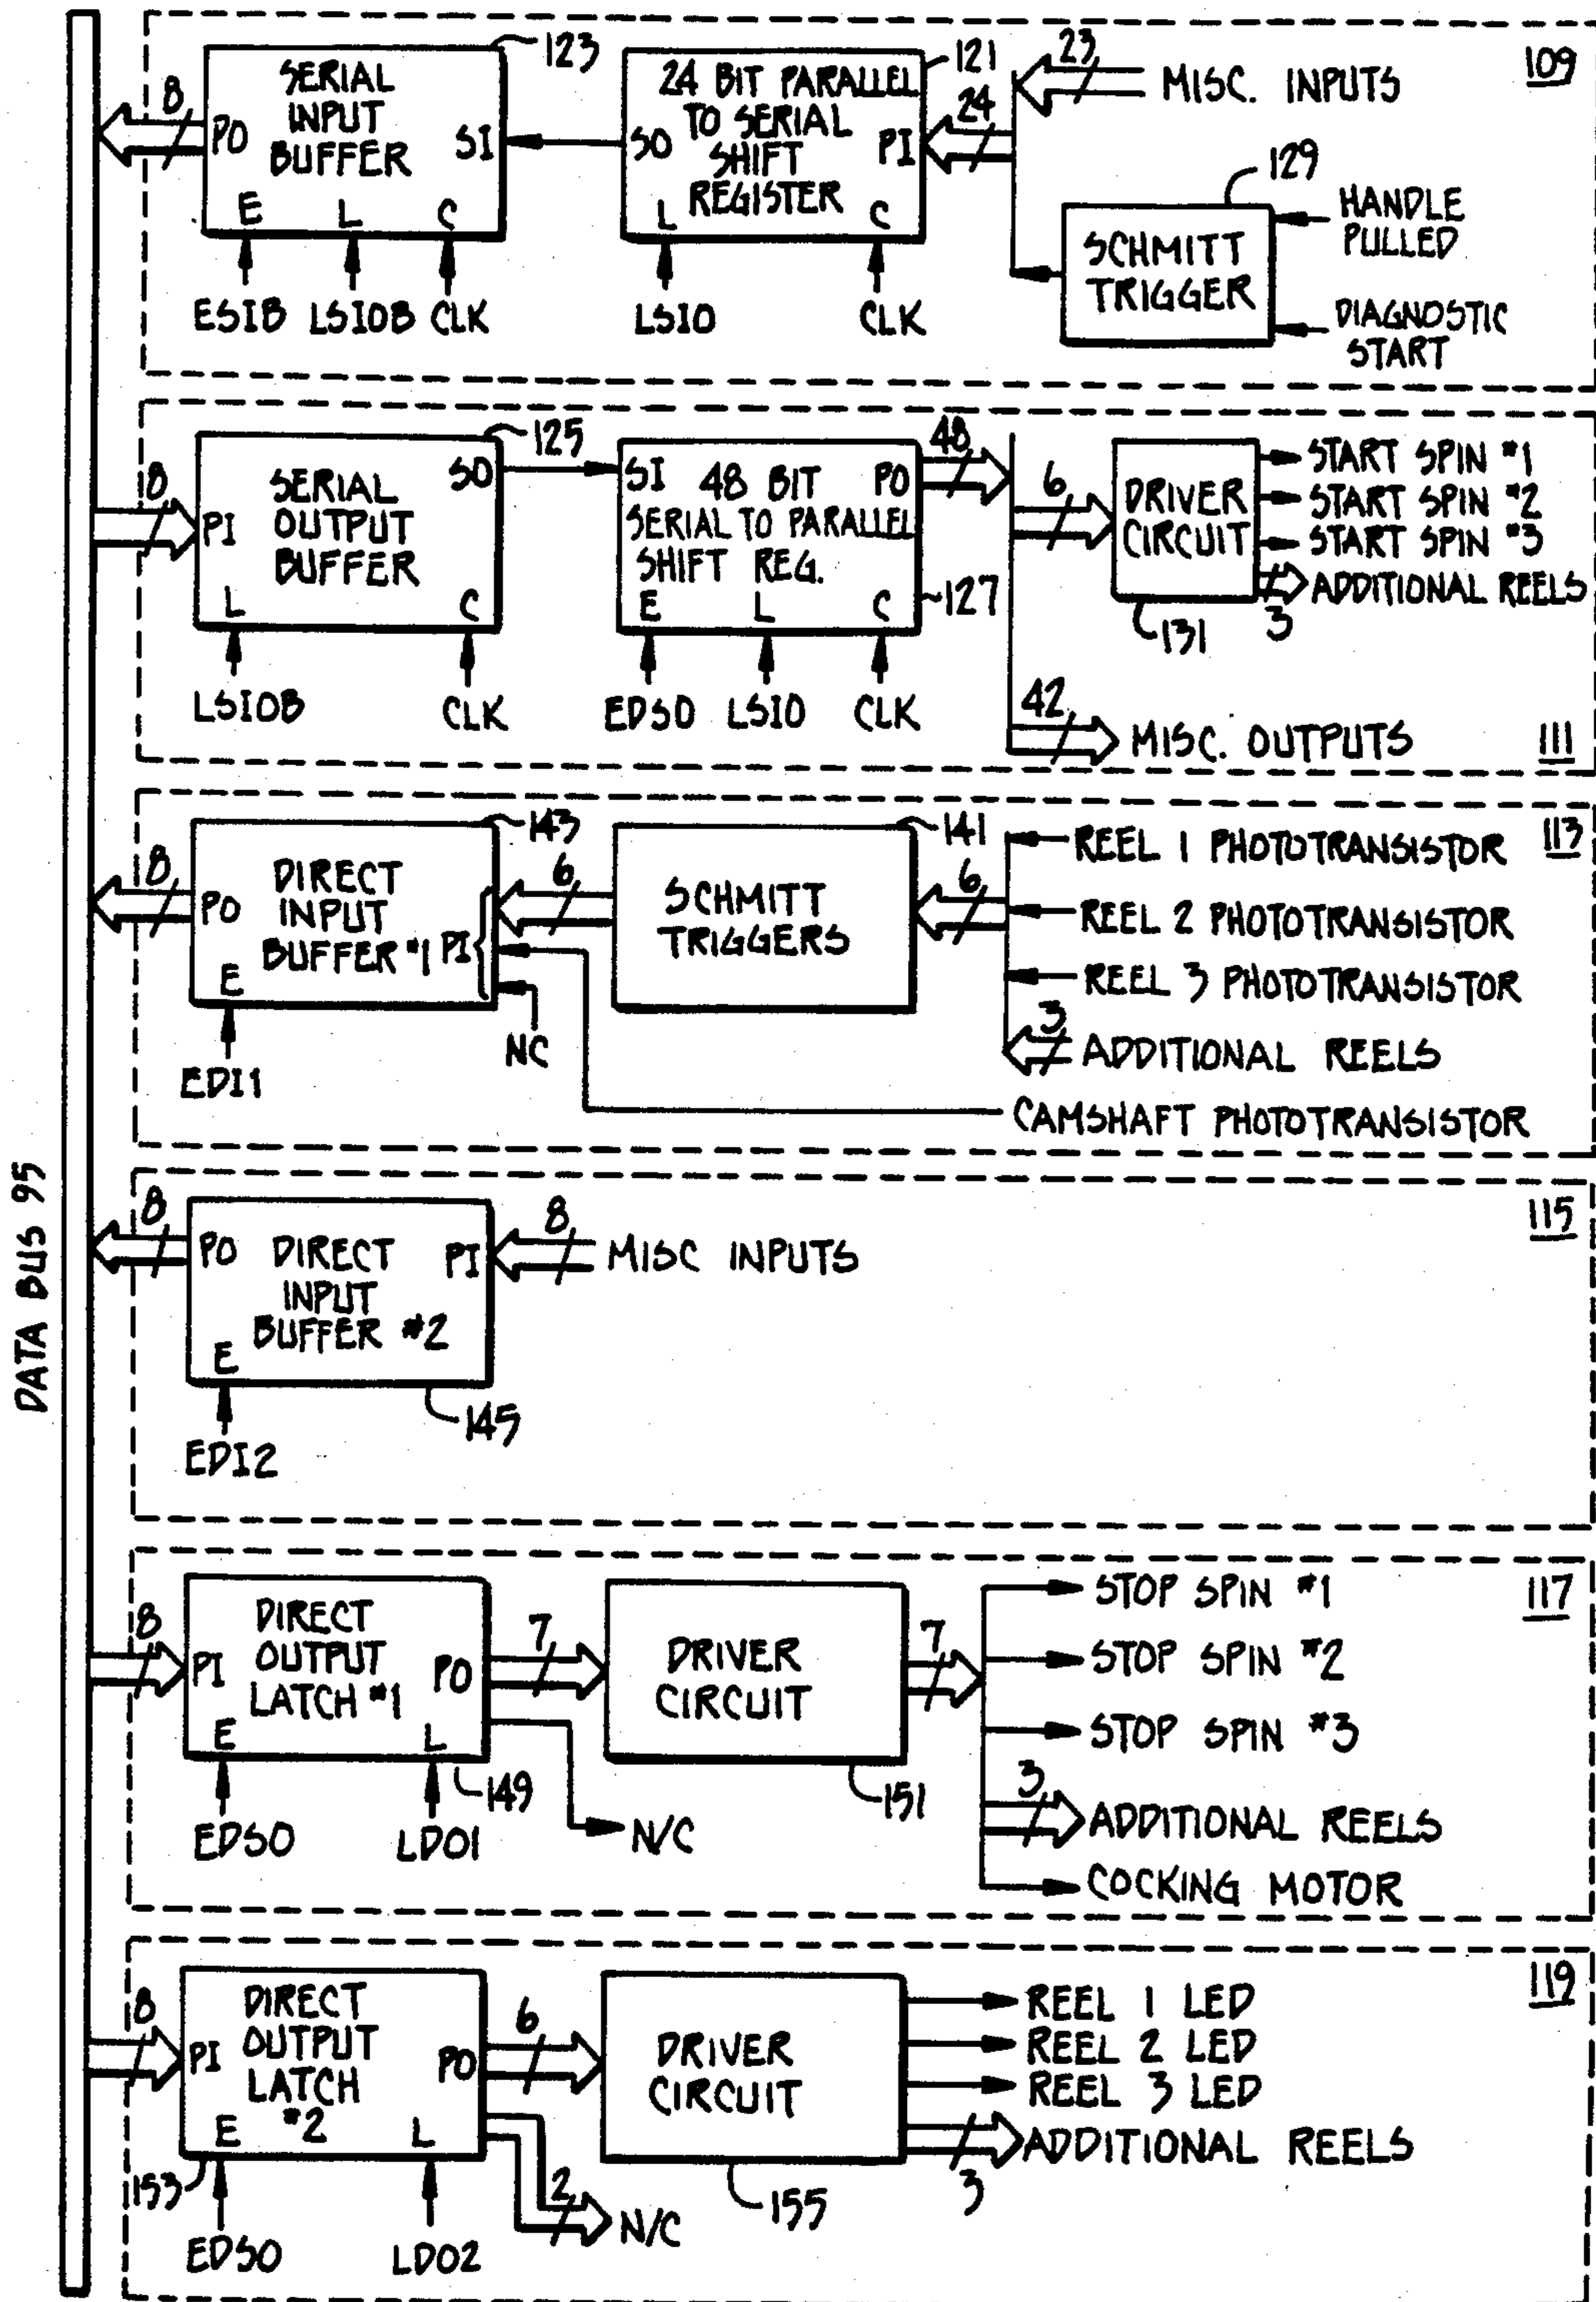 DATA BUS 95
109
123
SERIAL
INPUT
BUFFER
8
PO
SI
E
L
C
ESIB
LSIOB
CLK
121
24 BIT PARALLEL
TO SERIAL
SHIFT
REGISTER
SO
PI
L
C
LSIO
CLK
24
23
MISC. INPUTS
129
SCHMITT
TRIGGER
HANDLE
PULLED
DIAGNOSTIC
START
111
125
SERIAL
OUTPUT
BUFFER
8
PI
SO
L
C
LSIOB
CLK
SI
48 BIT
SERIAL TO PARALLEL
SHIFT REG.
PO
E
L
C
127
EDSO
LSIO
CLK
48
6
DRIVER
CIRCUIT
131
START SPIN #1
START SPIN #2
START SPIN #3
ADDITIONAL REELS
3
42
MISC. OUTPUTS
113
143
DIRECT
INPUT
BUFFER #1
8
PO
PI
E
EDI1
NC
6
141
SCHMITT
TRIGGERS
6
REEL 1 PHOTOTRANSISTOR
REEL 2 PHOTOTRANSISTOR
REEL 3 PHOTOTRANSISTOR
3
ADDITIONAL REELS
CAMSHAFT PHOTOTRANSISTOR
115
8
PO
DIRECT
INPUT
BUFFER #2
PI
E
145
EDI2
8
MISC INPUTS
117
8
PI
DIRECT
OUTPUT
LATCH #1
PO
E
L
149
EDSO
LDO1
7
N/C
DRIVER
CIRCUIT
151
7
STOP SPIN #1
STOP SPIN #2
STOP SPIN #3
3
ADDITIONAL REELS
COCKING MOTOR
119
8
PI
DIRECT
OUTPUT
LATCH
#2
PO
E
L
153
EDSO
LDO2
6
2
N/C
DRIVER
CIRCUIT
155
REEL 1 LED
REEL 2 LED
REEL 3 LED
ADDITIONAL REELS
3